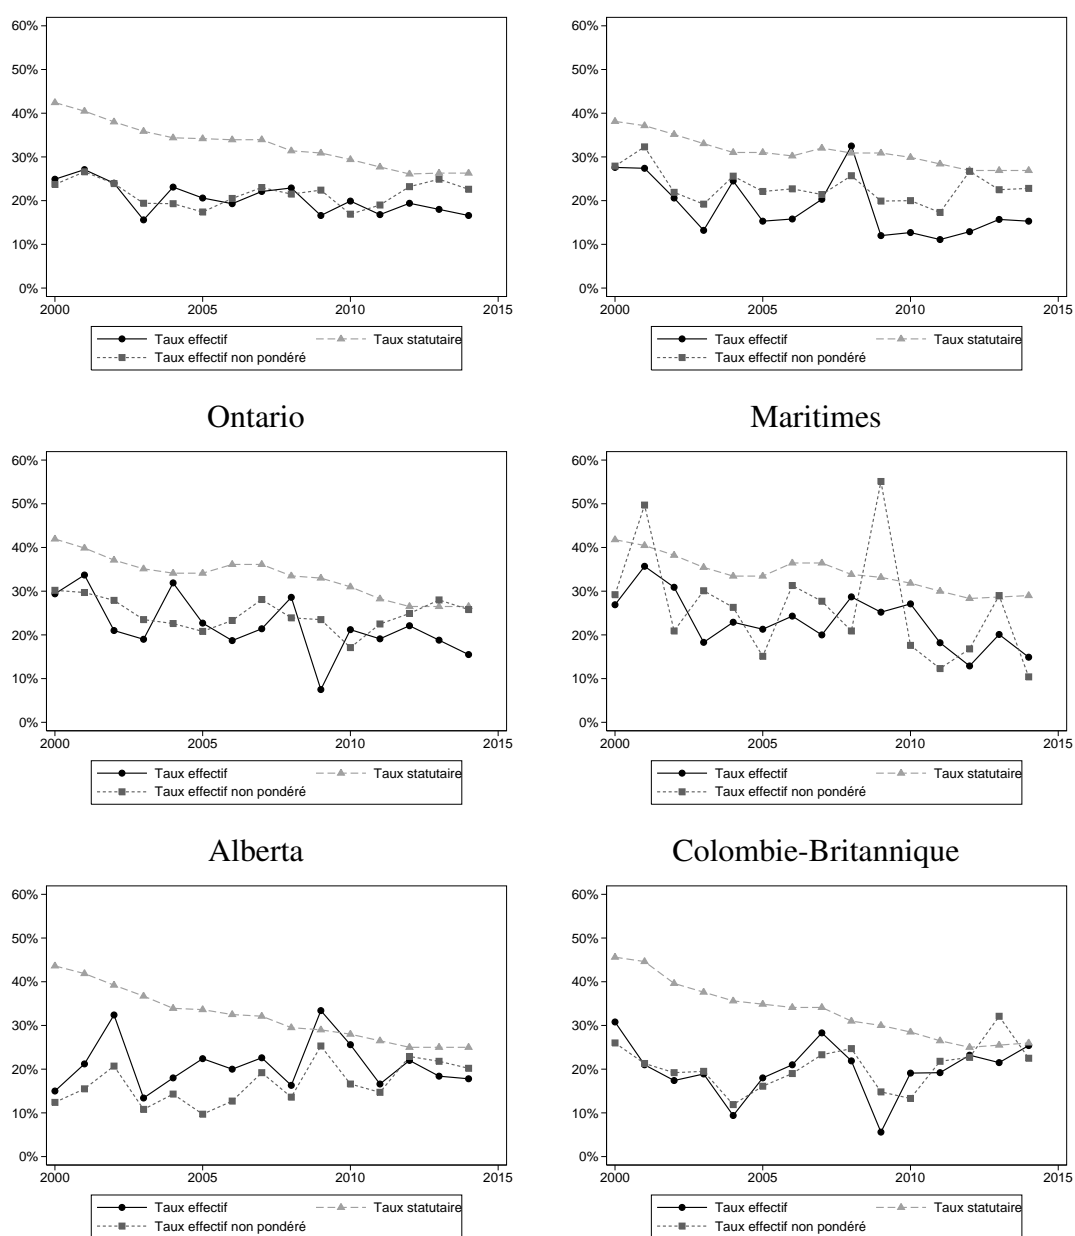 60%
50%
40%
30%
20%
10%
0%
2000 2005 2010 2015
Taux effectif Taux statutaire
Taux effectif non pondéré
60%
50%
40%
30%
20%
10%
0%
2000 2005 2010 2015
Taux effectif Taux statutaire
Taux effectif non pondéré
Ontario
60%
50%
40%
30%
20%
10%
0%
2000 2005 2010 2015
Taux effectif Taux statutaire
Taux effectif non pondéré
Maritimes
60%
50%
40%
30%
20%
10%
0%
2000 2005 2010 2015
Taux effectif Taux statutaire
Taux effectif non pondéré
Alberta
60%
50%
40%
30%
20%
10%
0%
2000 2005 2010 2015
Taux effectif Taux statutaire
Taux effectif non pondéré
Colombie-Britannique
60%
50%
40%
30%
20%
10%
0%
2000 2005 2010 2015
Taux effectif Taux statutaire
Taux effectif non pondéré